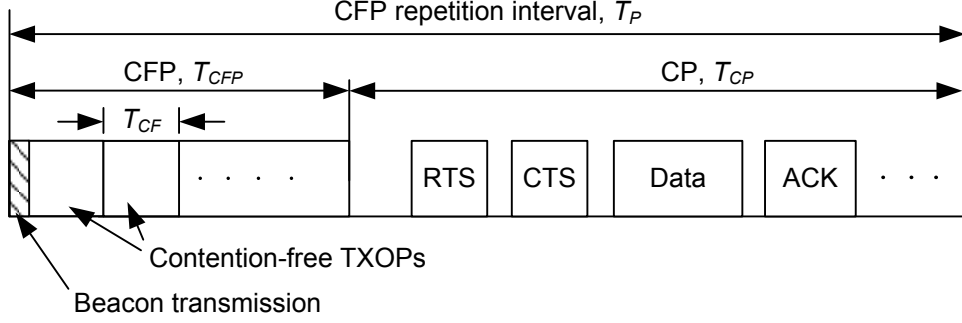 CFP repetition interval, T_P
CFP, T_CFP
CP, T_CP
T_CF
. . . .
RTS
CTS
Data
ACK
. . .
Contention-free TXOPs
Beacon transmission